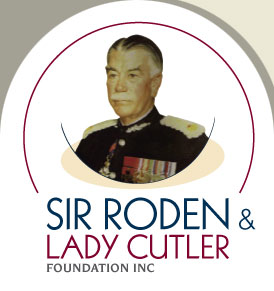 SIR RODEN &
LADY CUTLER
FOUNDATION INC